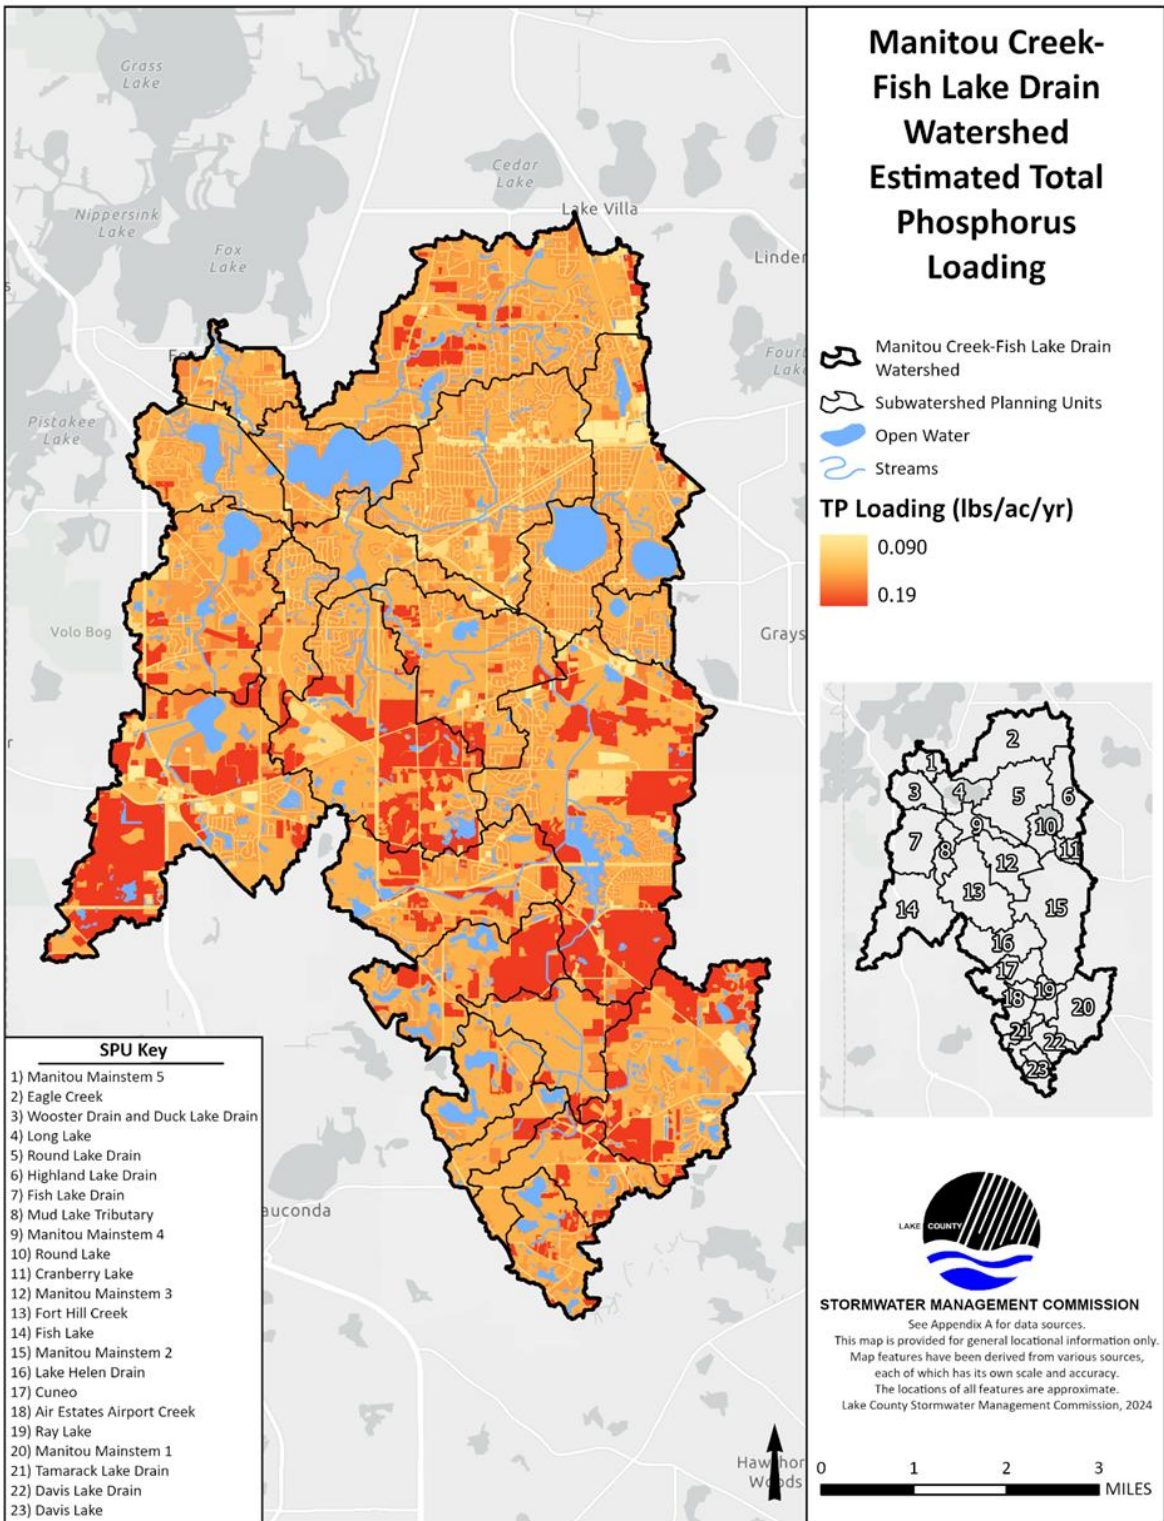 Manitou Creek-
Fish Lake Drain
Watershed
Estimated Total
Phosphorus
Loading
Manitou Creek-Fish Lake Drain
Watershed
Subwatershed Planning Units
Open Water
Streams
TP Loading (lbs/ac/yr)
0.090
0.19
Grass
Lake
Cedar
Lake
Lake Villa
Nippersink
Lake
Fox
Lake
Linder
Fourt
Lake
Pistakee
Lake
Volo Bog
Grays
auconda
Hawthor
Woods
1
2
3
4
5
6
7
8
9
10
11
12
13
14
15
16
17
18
19
20
21
22
23
SPU Key
1) Manitou Mainstem 5
2) Eagle Creek
3) Wooster Drain and Duck Lake Drain
4) Long Lake
5) Round Lake Drain
6) Highland Lake Drain
7) Fish Lake Drain
8) Mud Lake Tributary
9) Manitou Mainstem 4
10) Round Lake
11) Cranberry Lake
12) Manitou Mainstem 3
13) Fort Hill Creek
14) Fish Lake
15) Manitou Mainstem 2
16) Lake Helen Drain
17) Cuneo
18) Air Estates Airport Creek
19) Ray Lake
20) Manitou Mainstem 1
21) Tamarack Lake Drain
22) Davis Lake Drain
23) Davis Lake
LAKE COUNTY
STORMWATER MANAGEMENT COMMISSION
See Appendix A for data sources.
This map is provided for general locational information only.
Map features have been derived from various sources,
each of which has its own scale and accuracy.
The locations of all features are approximate.
Lake County Stormwater Management Commission, 2024
0 1 2 3
MILES